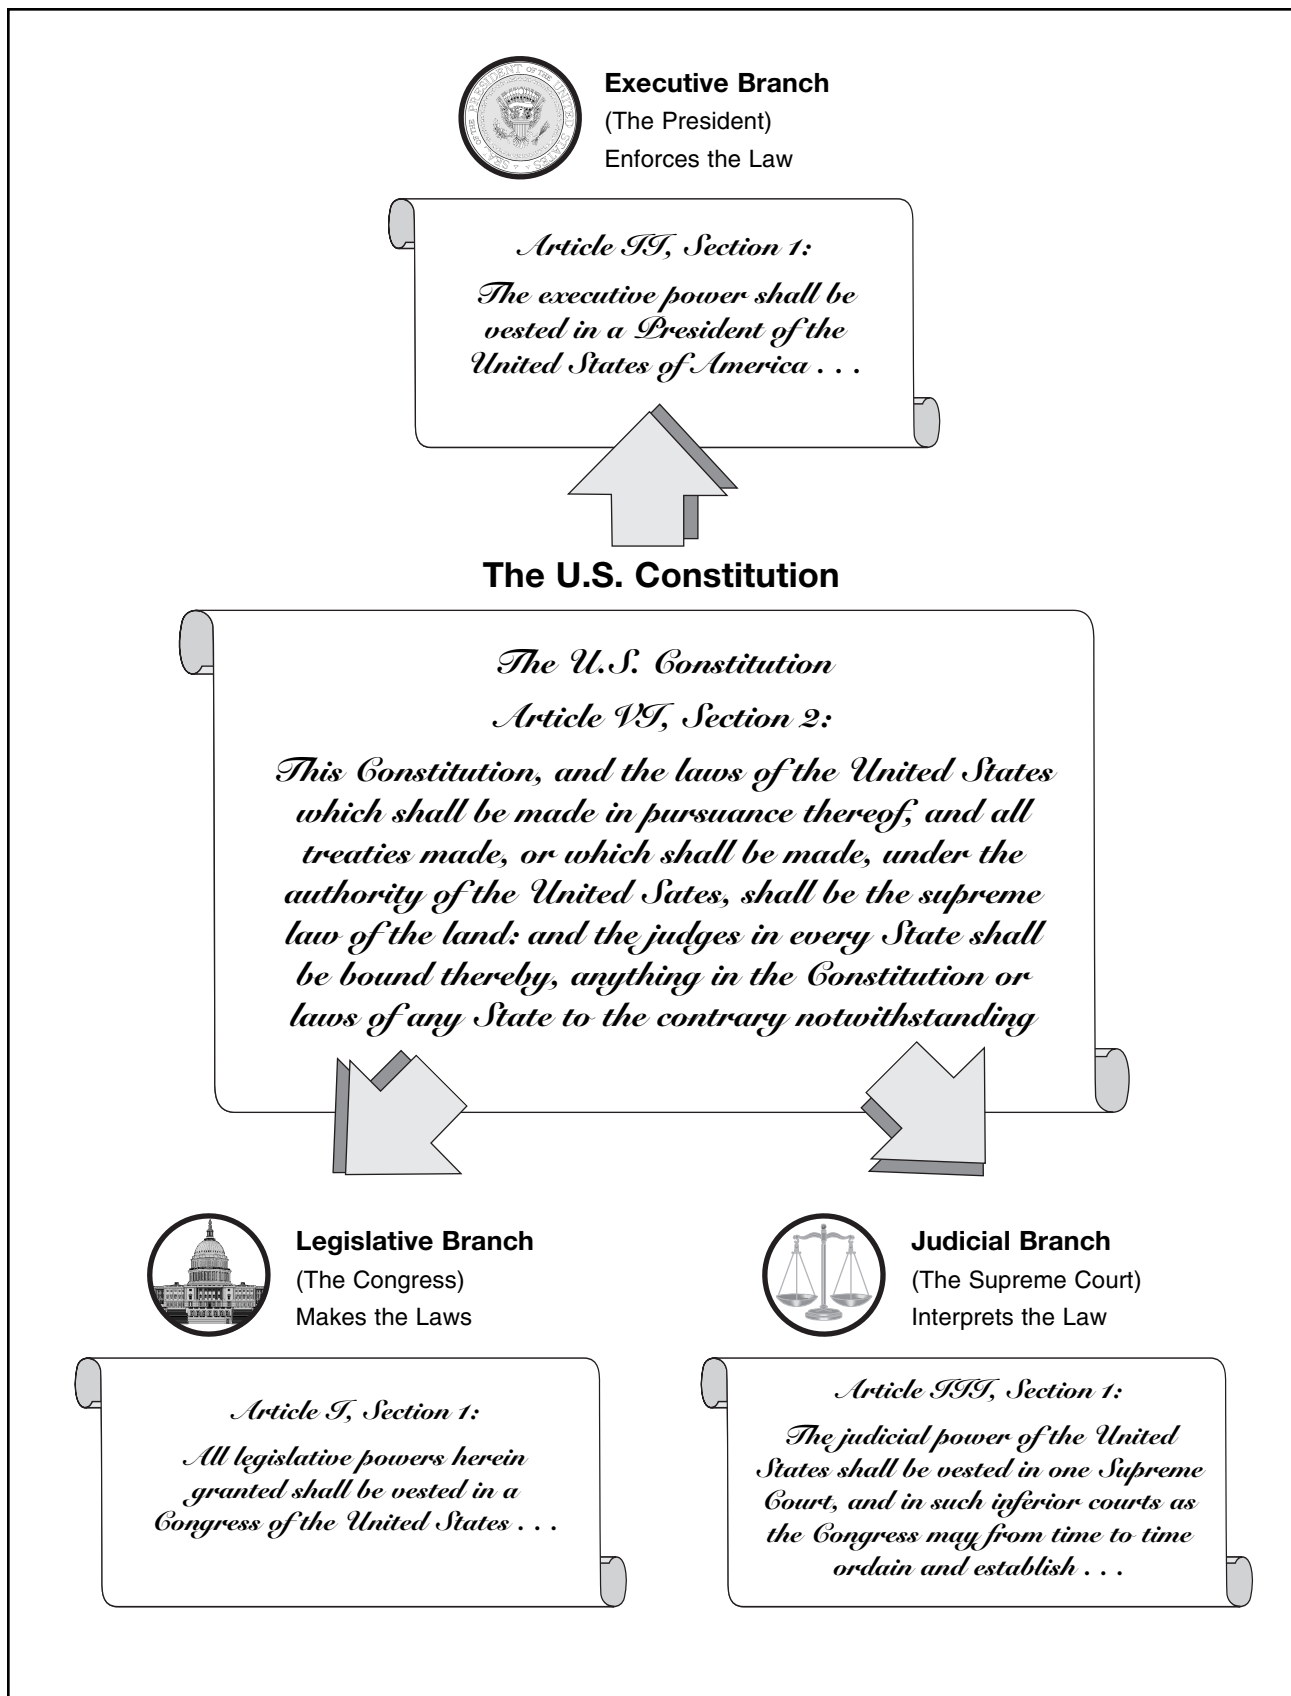 SEAL OF THE PRESIDENT OF THE UNITED STATES
Executive Branch
(The President)
Enforces the Law
Article II, Section 1:
The executive power shall be
vested in a President of the
United States of America . . .
The U.S. Constitution
The U.S. Constitution
Article VI, Section 2:
This Constitution, and the laws of the United States
which shall be made in pursuance thereof, and all
treaties made, or which shall be made, under the
authority of the United Sates, shall be the supreme
law of the land: and the judges in every State shall
be bound thereby, anything in the Constitution or
laws of any State to the contrary notwithstanding
Legislative Branch
(The Congress)
Makes the Laws
Article I, Section 1:
All legislative powers herein
granted shall be vested in a
Congress of the United States . . .
Judicial Branch
(The Supreme Court)
Interprets the Law
Article III, Section 1:
The judicial power of the United
States shall be vested in one Supreme
Court, and in such inferior courts as
the Congress may from time to time
ordain and establish . . .